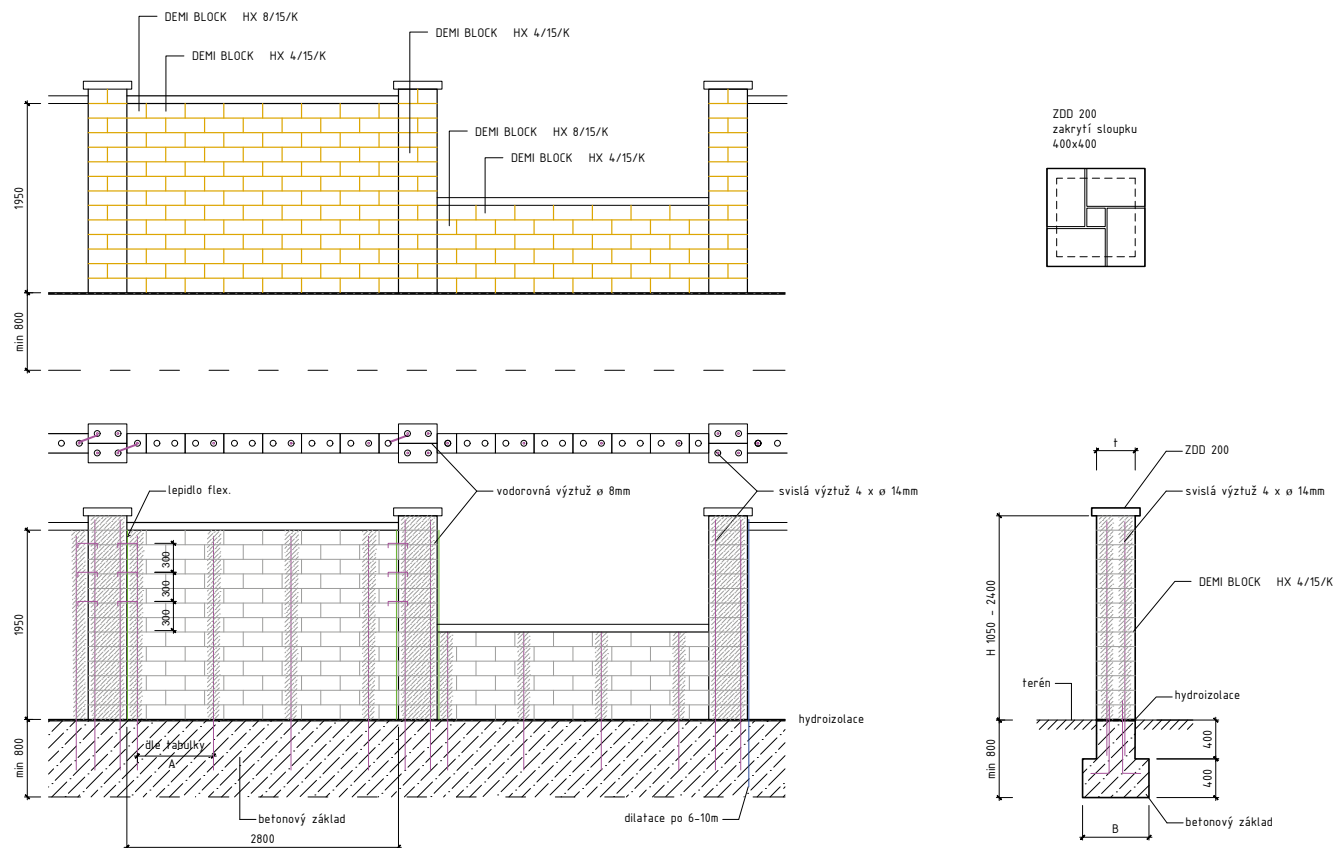 DEMI BLOCK HX 8/15/K
DEMI BLOCK HX 4/15/K
DEMI BLOCK HX 4/15/K
DEMI BLOCK HX 8/15/K
DEMI BLOCK HX 4/15/K
1950
min 800
ZDD 200
zakrytí sloupku
400x400
lepidlo flex.
vodorovná výztuž ø 8mm
svislá výztuž 4 x ø 14mm
300
300
300
1950
min 800
dle tabulky
A
betonový základ
2800
hydroizolace
dilatace po 6-10m
t
ZDD 200
svislá výztuž 4 x ø 14mm
DEMI BLOCK HX 4/15/K
H 1050 - 2400
terén
hydroizolace
min 800
400
400
betonový základ
B